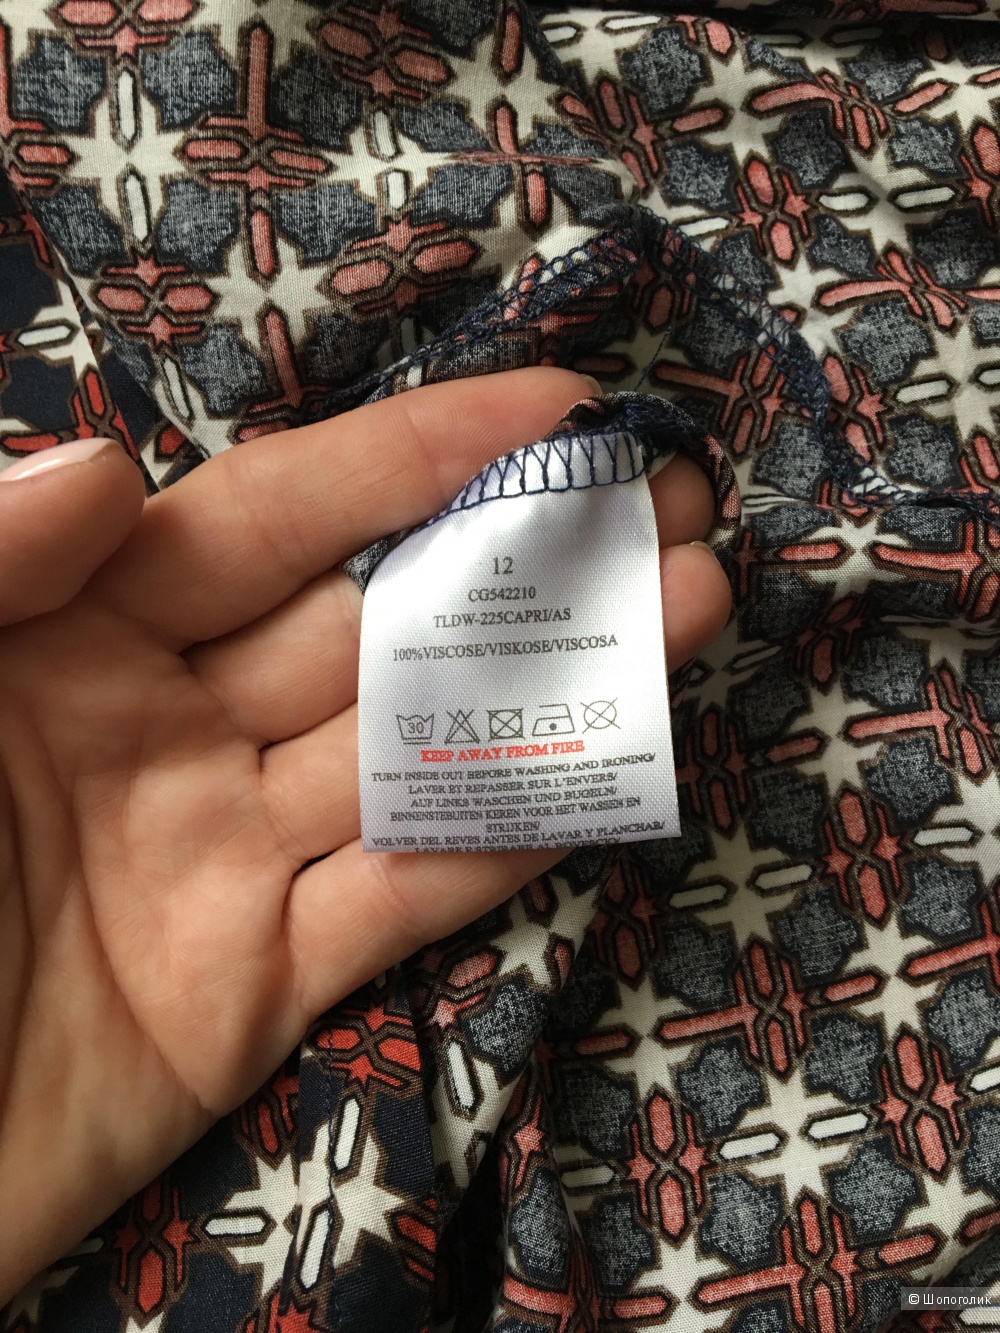 12
CG542210
TLDW-225CAPRI/AS
100%VISCOSE/VISKOSE/VISCOSA
30
KEEP AWAY FROM FIRE
TURN INSIDE OUT BEFORE WASHING AND IRONING/
LAVER ET REPASSER SUR L'ENVERS/
AUF LINKS WASCHEN UND BUGELN/
BINNENSTEBUITEN KEREN VOOR HET WASSEN EN
STRIJKEN/
VOLVER DEL REVES ANTES DE LAVAR Y PLANCHAR/
© Шопоголик